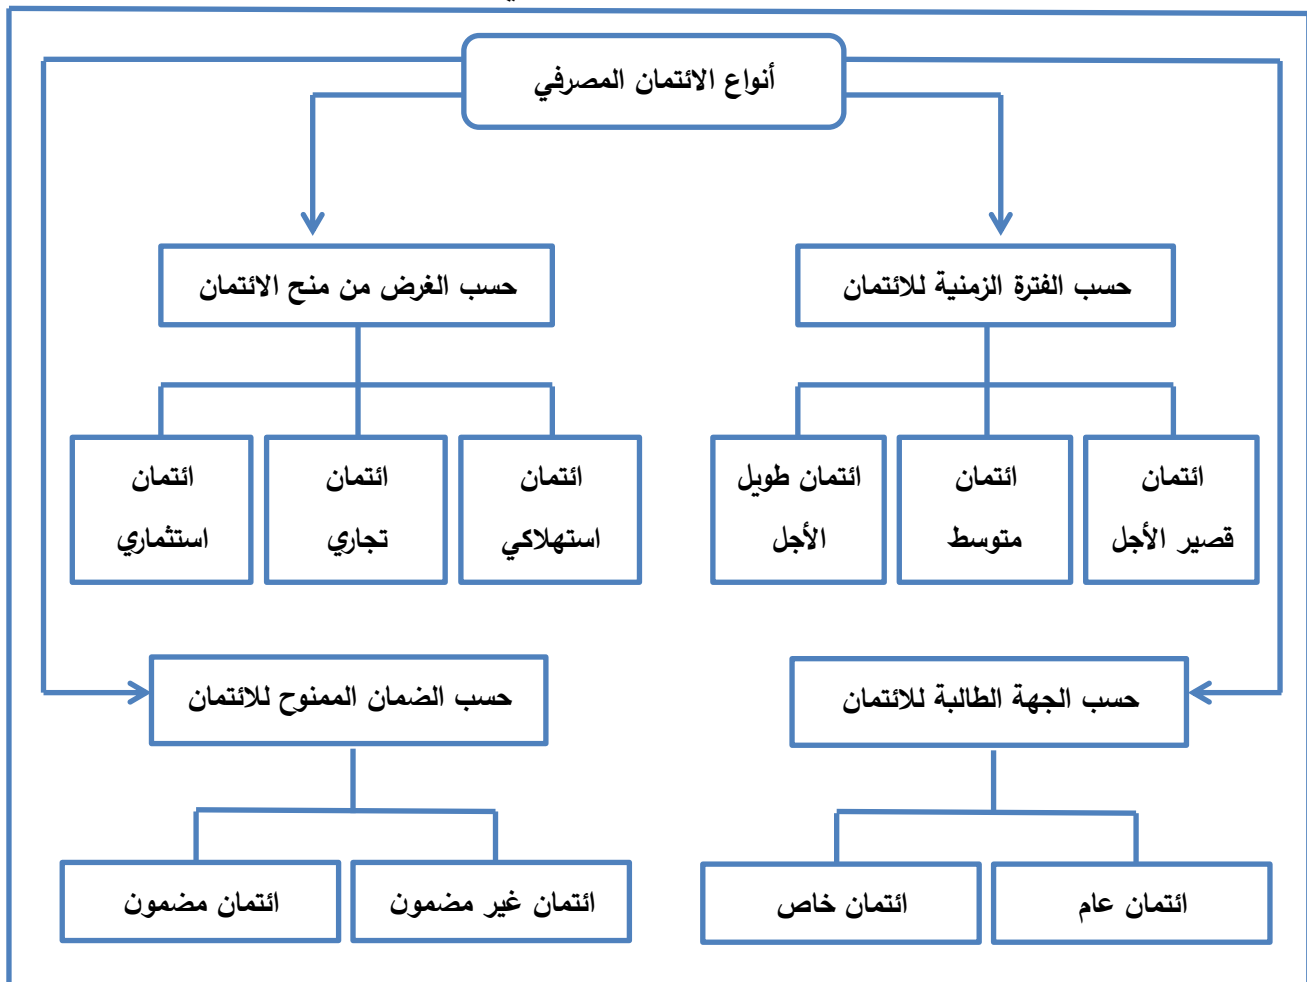 أنواع الائتمان المصرفي
حسب الفترة الزمنية للائتمان
حسب الغرض من منح الائتمان
ائتمان
قصير الأجل
ائتمان
متوسط
ائتمان طويل
الأجل
ائتمان
استهلاكي
ائتمان
تجاري
ائتمان
استثماري
حسب الجهة الطالبة للائتمان
حسب الضمان الممنوح للائتمان
ائتمان عام
ائتمان خاص
ائتمان غير مضمون
ائتمان مضمون